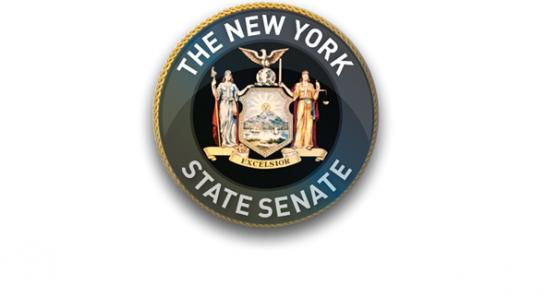 THE NEW YORK
EXCELSIOR
STATE SENATE